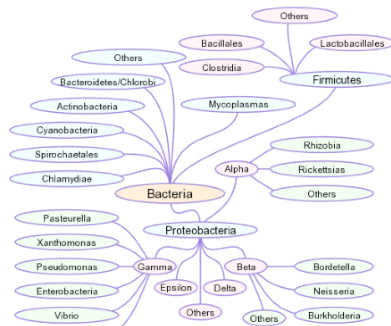 Others
Bacillales
Lactobacillales
Others
Clostridia
Firmicutes
Bacteroidetes/Chlorobi
Actinobacteria
Mycoplasmas
Cyanobacteria
Rhizobia
Spirochaetales
Alpha
Rickettsias
Chlamydiae
Bacteria
Others
Pasteurella
Proteobacteria
Xanthomonas
Pseudomonas
Gamma
Beta
Bordetella
Enterobacteria
Epsilon
Delta
Neisseria
Vibrio
Others
Others
Burkholderia